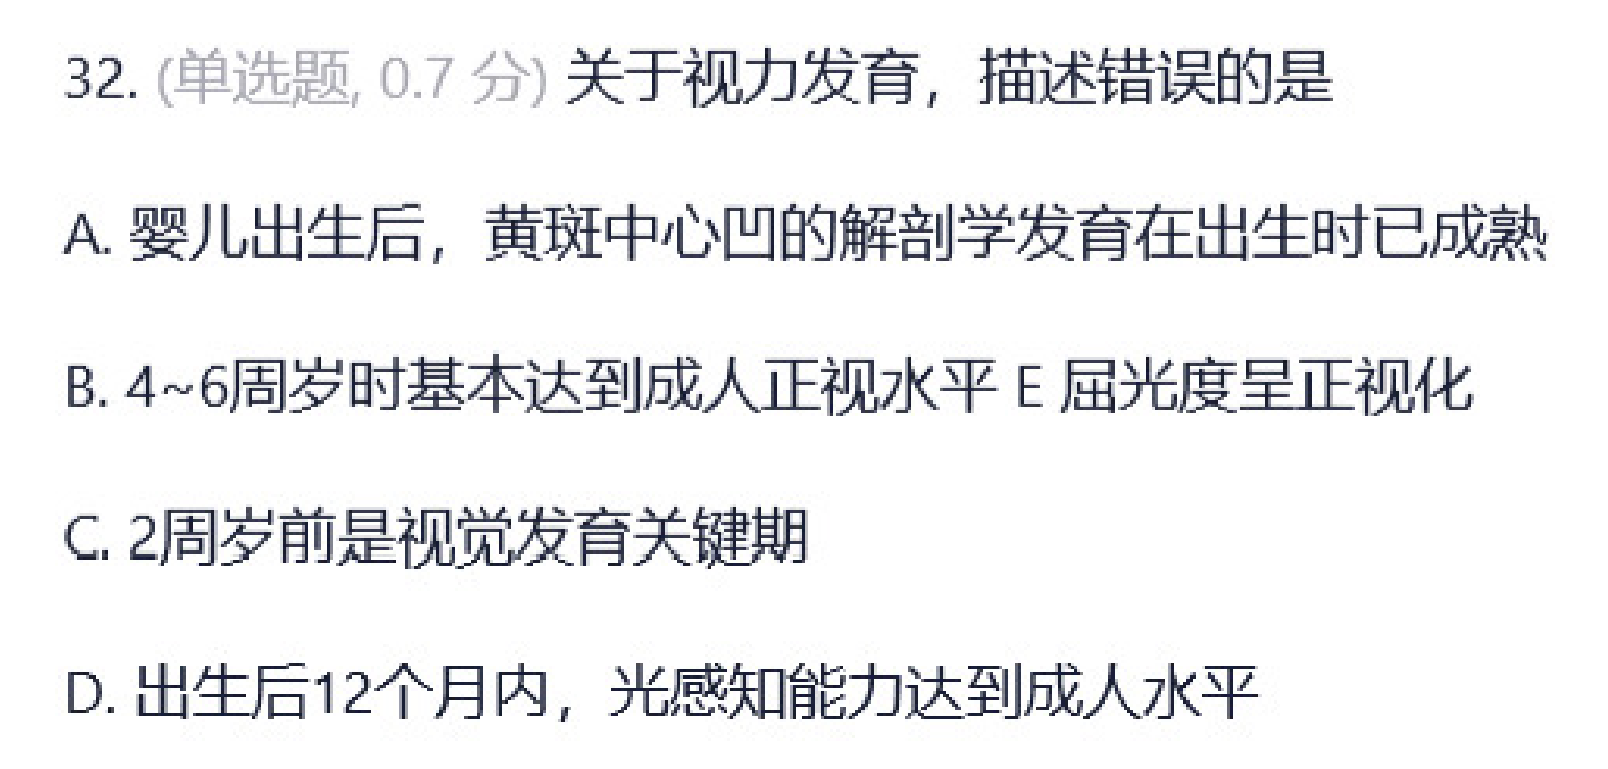 32. (单选题, 0.7 分) 关于视力发育，描述错误的是
A. 婴儿出生后，黄斑中心凹的解剖学发育在出生时已成熟
B. 4~6周岁时基本达到成人正视水平 E 屈光度呈正视化
C. 2周岁前是视觉发育关键期
D. 出生后12个月内，光感知能力达到成人水平